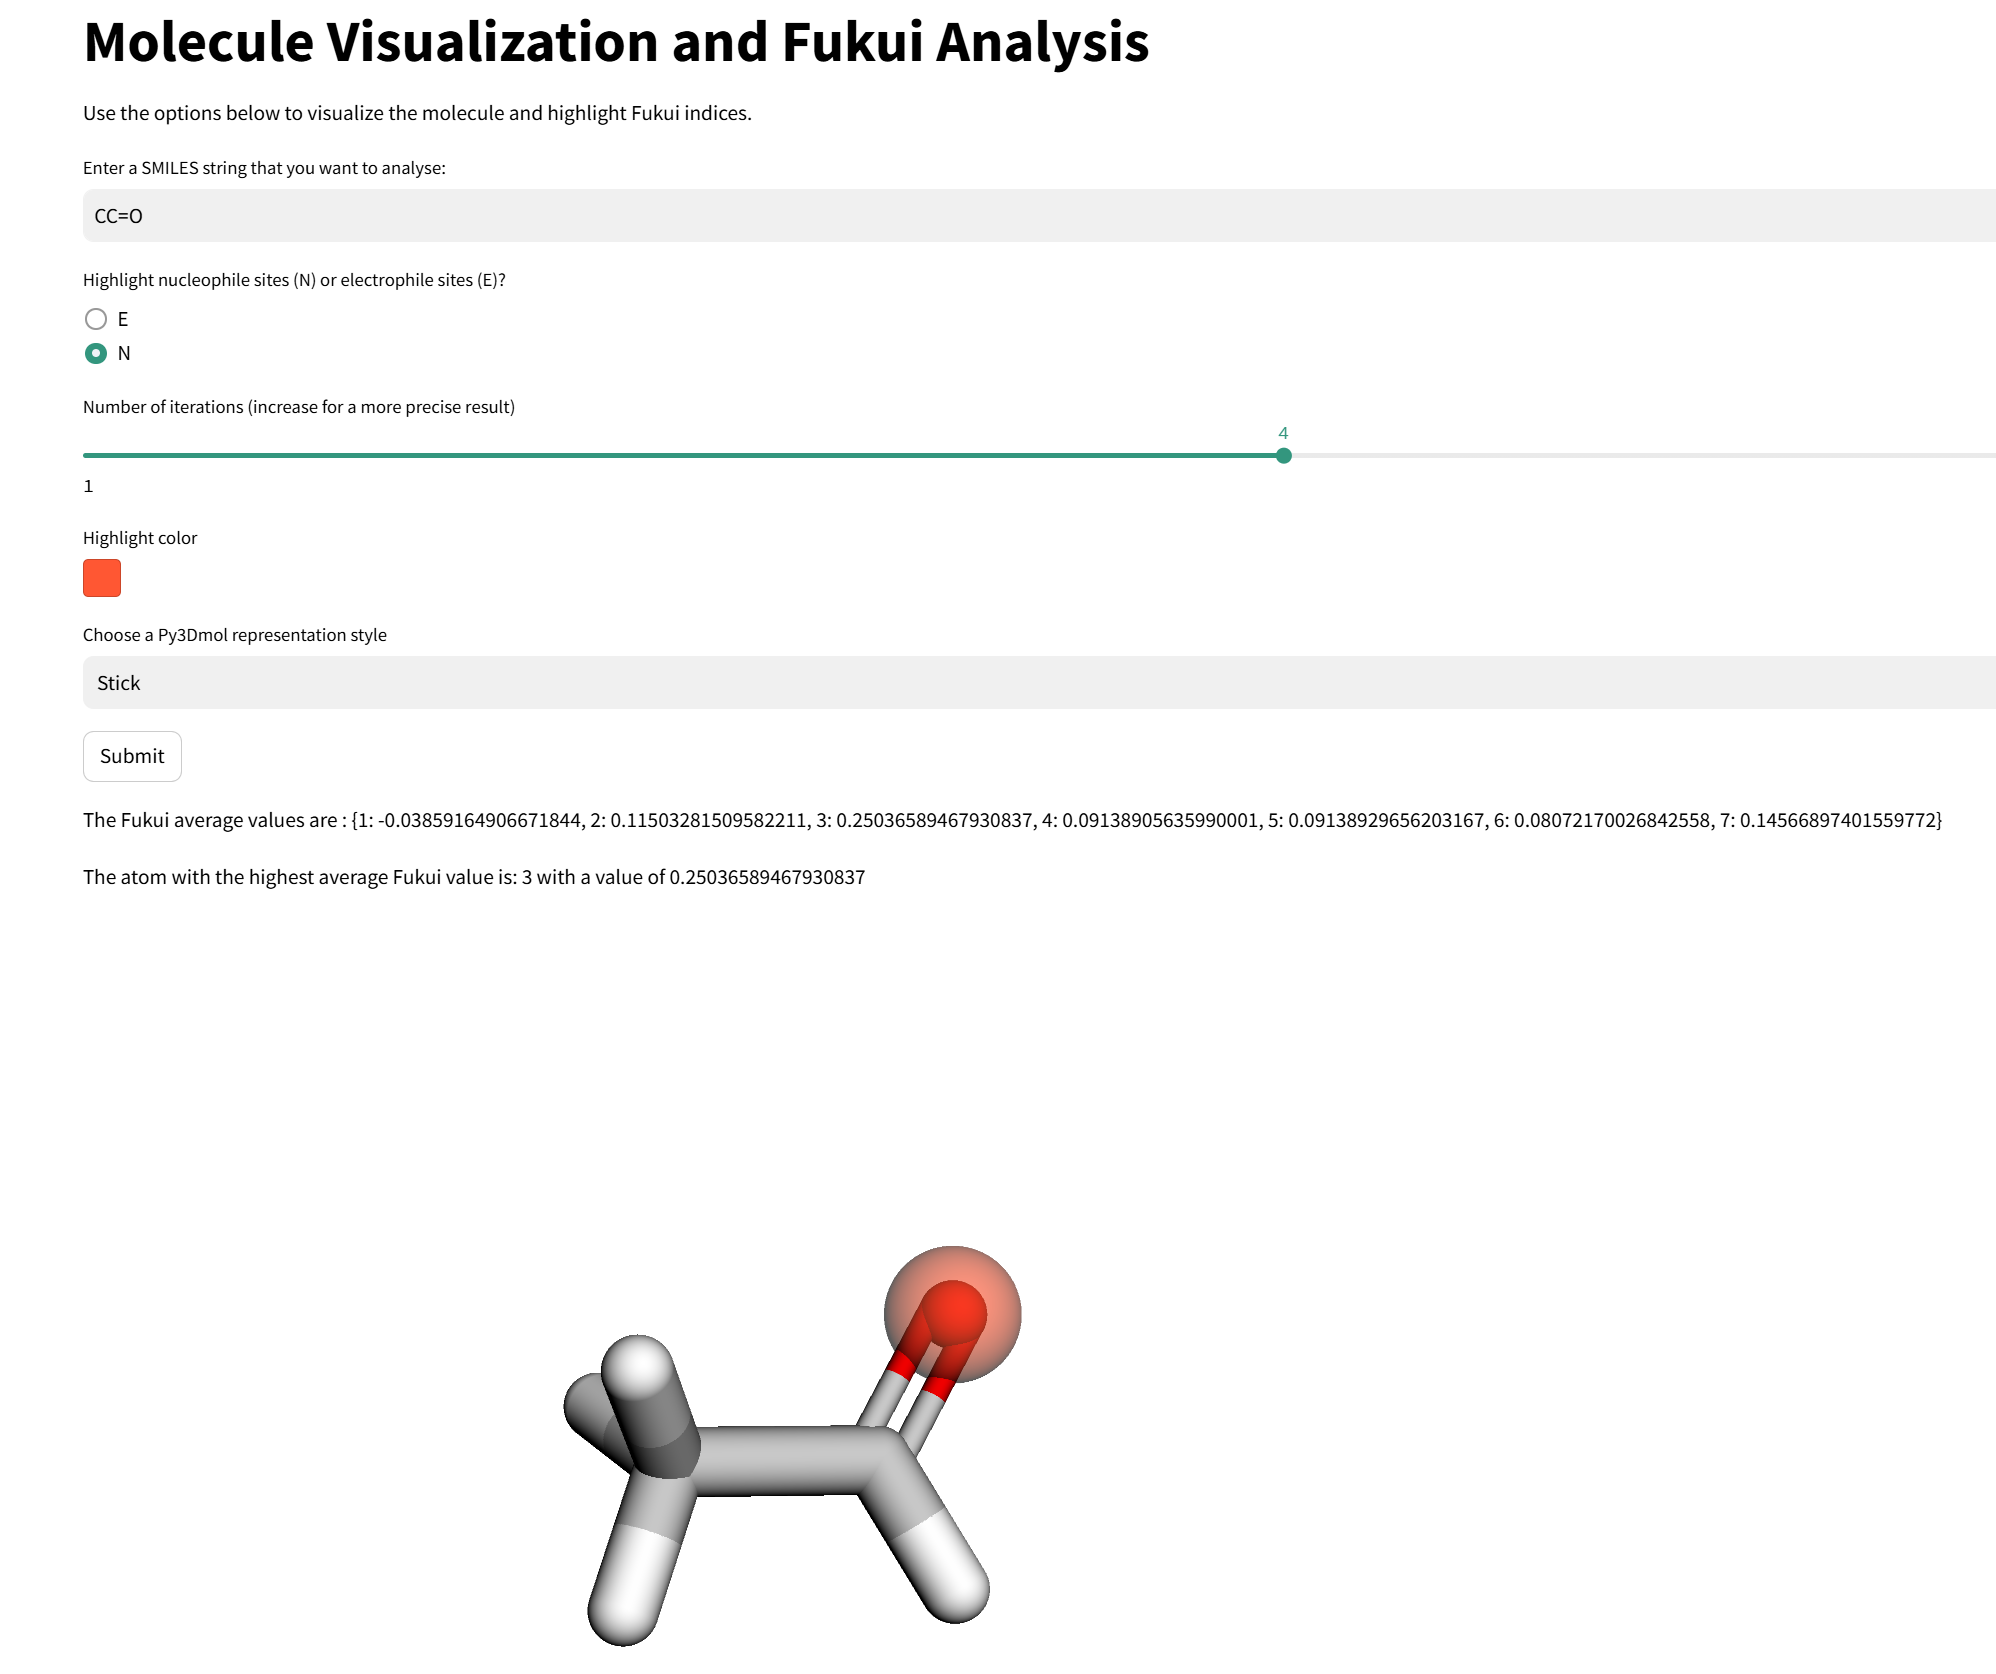 Molecule Visualization and Fukui Analysis
Use the options below to visualize the molecule and highlight Fukui indices.
Enter a SMILES string that you want to analyse:
CC=O
Highlight nucleophile sites (N) or electrophile sites (E)?
E
N
Number of iterations (increase for a more precise result)
4
1
Highlight color
Choose a Py3Dmol representation style
Stick
Submit
The Fukui average values are : {1: -0.03859164906671844, 2: 0.11503281509582211, 3: 0.25036589467930837, 4: 0.09138905635990001, 5: 0.09138929656203167, 6: 0.08072170026842558, 7: 0.14566897401559772}
The atom with the highest average Fukui value is: 3 with a value of 0.25036589467930837